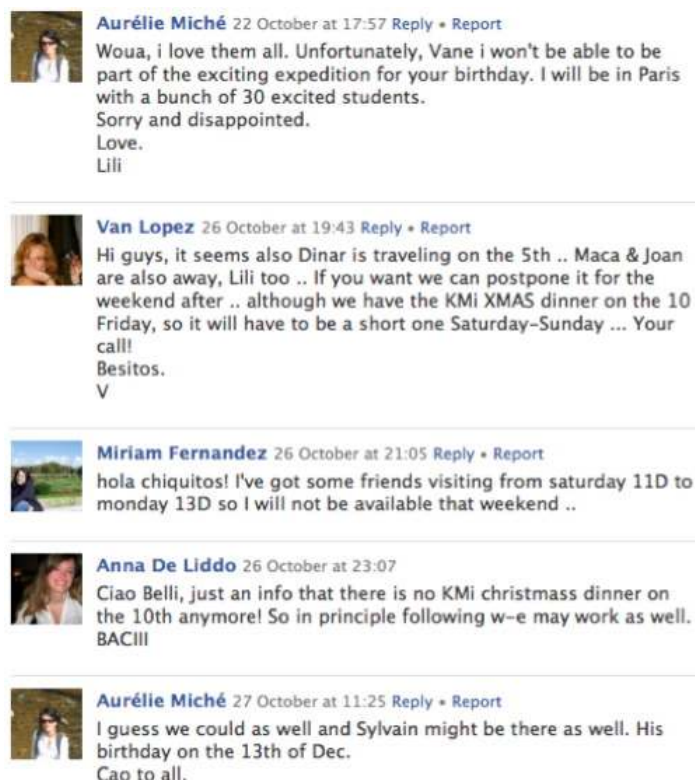 Aurélie Miché 22 October at 17:57 Reply • Report
Woua, i love them all. Unfortunately, Vane i won't be able to be
part of the exciting expedition for your birthday. I will be in Paris
with a bunch of 30 excited students.
Sorry and disappointed.
Love.
Lili
Van Lopez 26 October at 19:43 Reply • Report
Hi guys, it seems also Dinar is traveling on the 5th .. Maca & Joan
are also away, Lili too .. If you want we can postpone it for the
weekend after .. although we have the KMi XMAS dinner on the 10
Friday, so it will have to be a short one Saturday-Sunday ... Your
call!
Besitos.
V
Miriam Fernandez 26 October at 21:05 Reply • Report
hola chiquitos! I've got some friends visiting from saturday 11D to
monday 13D so I will not be available that weekend ..
Anna De Liddo 26 October at 23:07
Ciao Belli, just an info that there is no KMi christmass dinner on
the 10th anymore! So in principle following w-e may work as well.
BACIII
Aurélie Miché 27 October at 11:25 Reply • Report
I guess we could as well and Sylvain might be there as well. His
birthday on the 13th of Dec.
Cao to all.